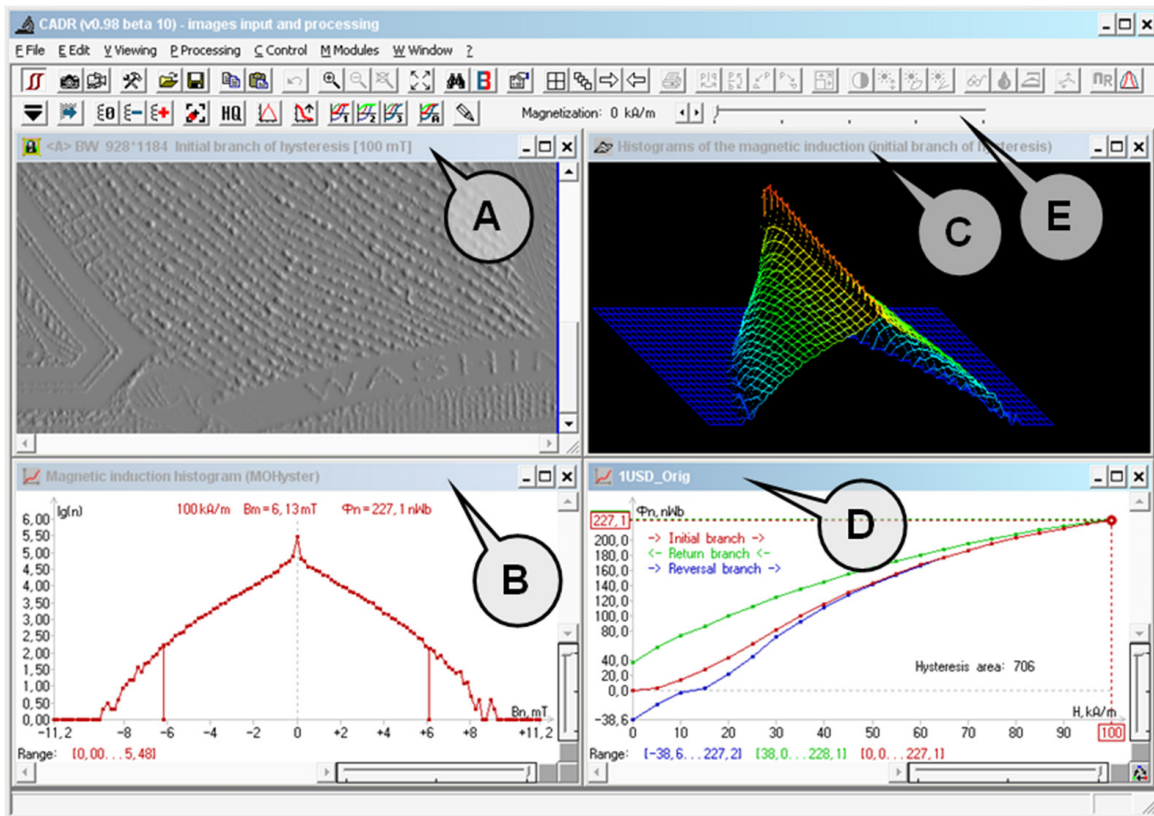 CADR (v0.98 beta 10) - images input and processing
F File E Edit V Viewing P Processing C Control M Modules W Window ?
HQ 1 2 3 R Magnetization: 0 kA/m
<A> BW 928*1184 Initial branch of hysteresis [100 mT]
Histograms of the magnetic induction (initial branch of hysteresis)
A
C
E
WASHIN
Magnetic induction histogram (MOHyster)
lg(n)
100 kA/m Bm=6,13mT Φn=227,1 nWb
6,00
5,50
5,00
4,50
4,00
3,50
3,00
2,50
2,00
1,50
1,00
0,50
0,00
B
Bn,mT
-11,2 -8 -6 -4 -2 0 +2 +4 +6 +8 +11,2
Range: [0,00...5,48]
1USD_Orig
Φn, nWb
227,1
200,0
180,0
160,0
140,0
120,0
100,0
80,0
40,0
20,0
0,0
-38,6
-> Initial branch ->
<- Return branch <-
-> Reversal branch ->
D
Hysteresis area: 706
H,kA/m
0 10 20 30 40 50 60 70 80 90 100
Range: [-38,6...227,2] [38,0...228,1] [0,0...227,1]